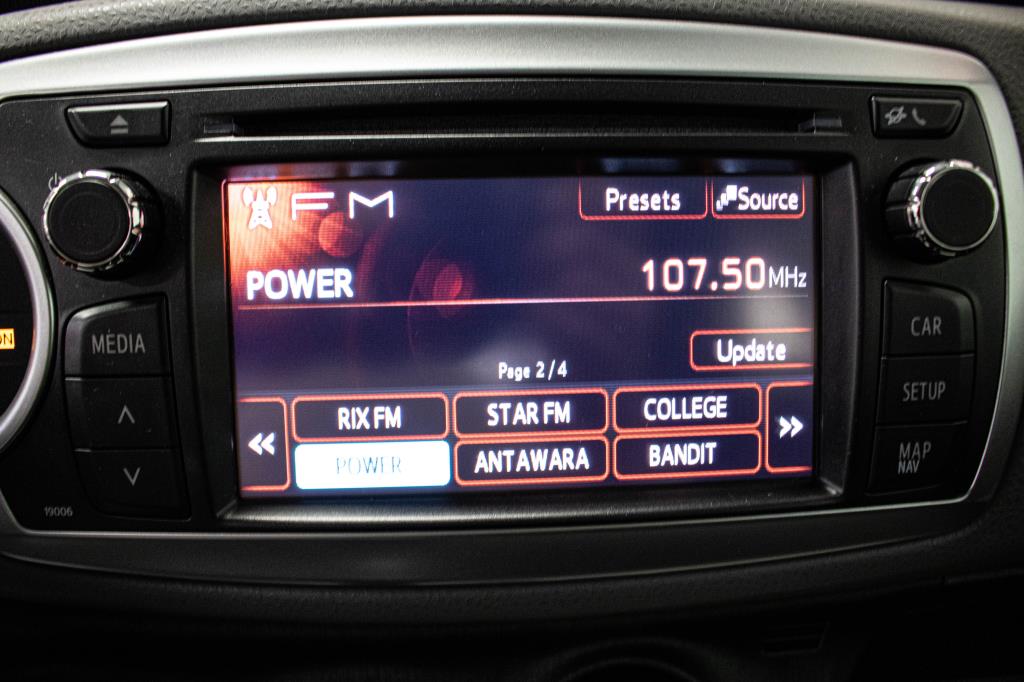 FM
Presets
Source
POWER
107.50MHz
Update
Page 2/4
RIX FM
STAR FM
COLLEGE
POWER
ANTAWARA
BANDIT
MEDIA
19006
CAR
SETUP
MAP
NAV
ON